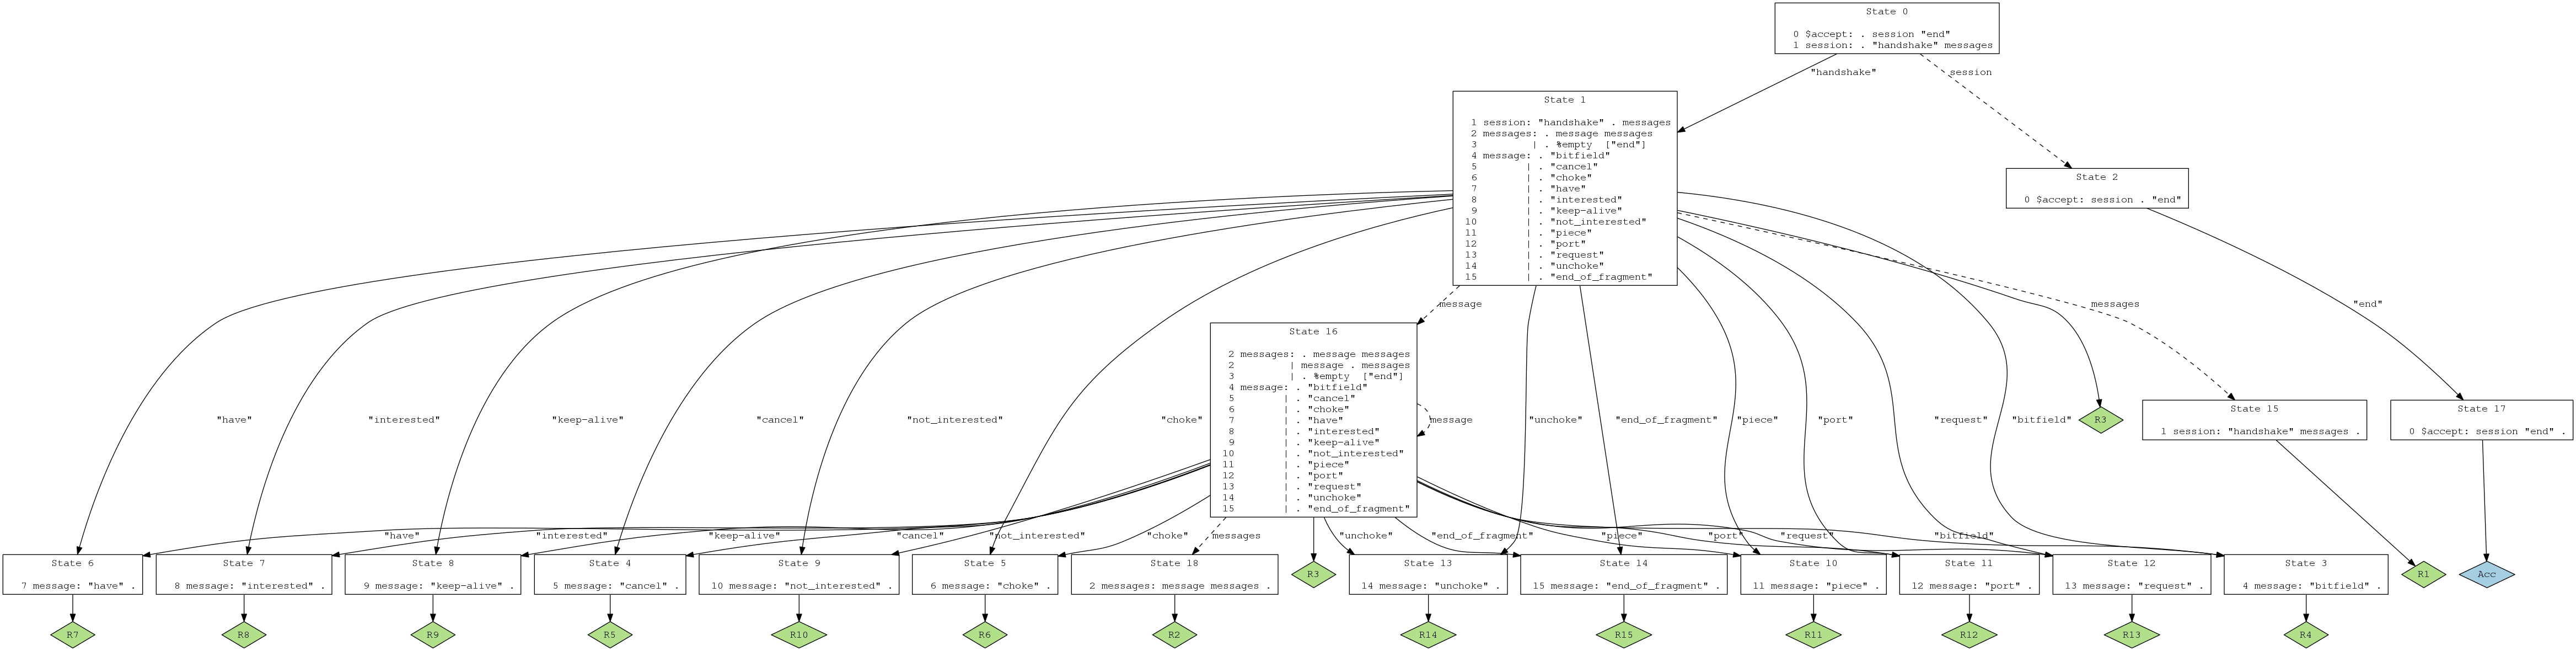 State 0
0 $accept: . session "end"
1 session: . "handshake" messages
"handshake"
session
State 1
1 session: "handshake" . messages
2 messages: . message messages
3 | . %empty ["end"]
4 message: . "bitfield"
5 | . "cancel"
6 | . "choke"
7 | . "have"
8 | . "interested"
9 | . "keep-alive"
10 | . "not_interested"
11 | . "piece"
12 | . "port"
13 | . "request"
14 | . "unchoke"
15 | . "end_of_fragment"
State 2
0 $accept: session . "end"
message
messages
"end"
State 16
2 messages: . message messages
2 | message . messages
3 | . %empty ["end"]
4 message: . "bitfield"
5 | . "cancel"
6 | . "choke"
7 | . "have"
8 | . "interested"
9 | . "keep-alive"
10 | . "not_interested"
11 | . "piece"
12 | . "port"
13 | . "request"
14 | . "unchoke"
15 | . "end_of_fragment"
"have"
"interested"
"keep-alive"
"cancel"
"not_interested"
"choke"
message
"unchoke"
"end_of_fragment"
"piece"
"port"
"request"
"bitfield"
R3
State 15
1 session: "handshake" messages .
State 17
0 $accept: session "end" .
"have"
"interested"
"keep-alive"
"cancel"
"not_interested"
"choke"
messages
"unchoke"
"end_of_fragment"
"piece"
"port"
"request"
"bitfield"
State 6
7 message: "have" .
State 7
8 message: "interested" .
State 8
9 message: "keep-alive" .
State 4
5 message: "cancel" .
State 9
10 message: "not_interested" .
State 5
6 message: "choke" .
State 18
2 messages: message messages .
R3
State 13
14 message: "unchoke" .
State 14
15 message: "end_of_fragment" .
State 10
11 message: "piece" .
State 11
12 message: "port" .
State 12
13 message: "request" .
State 3
4 message: "bitfield" .
R1
Acc
R7
R8
R9
R5
R10
R6
R2
R14
R15
R11
R12
R13
R4